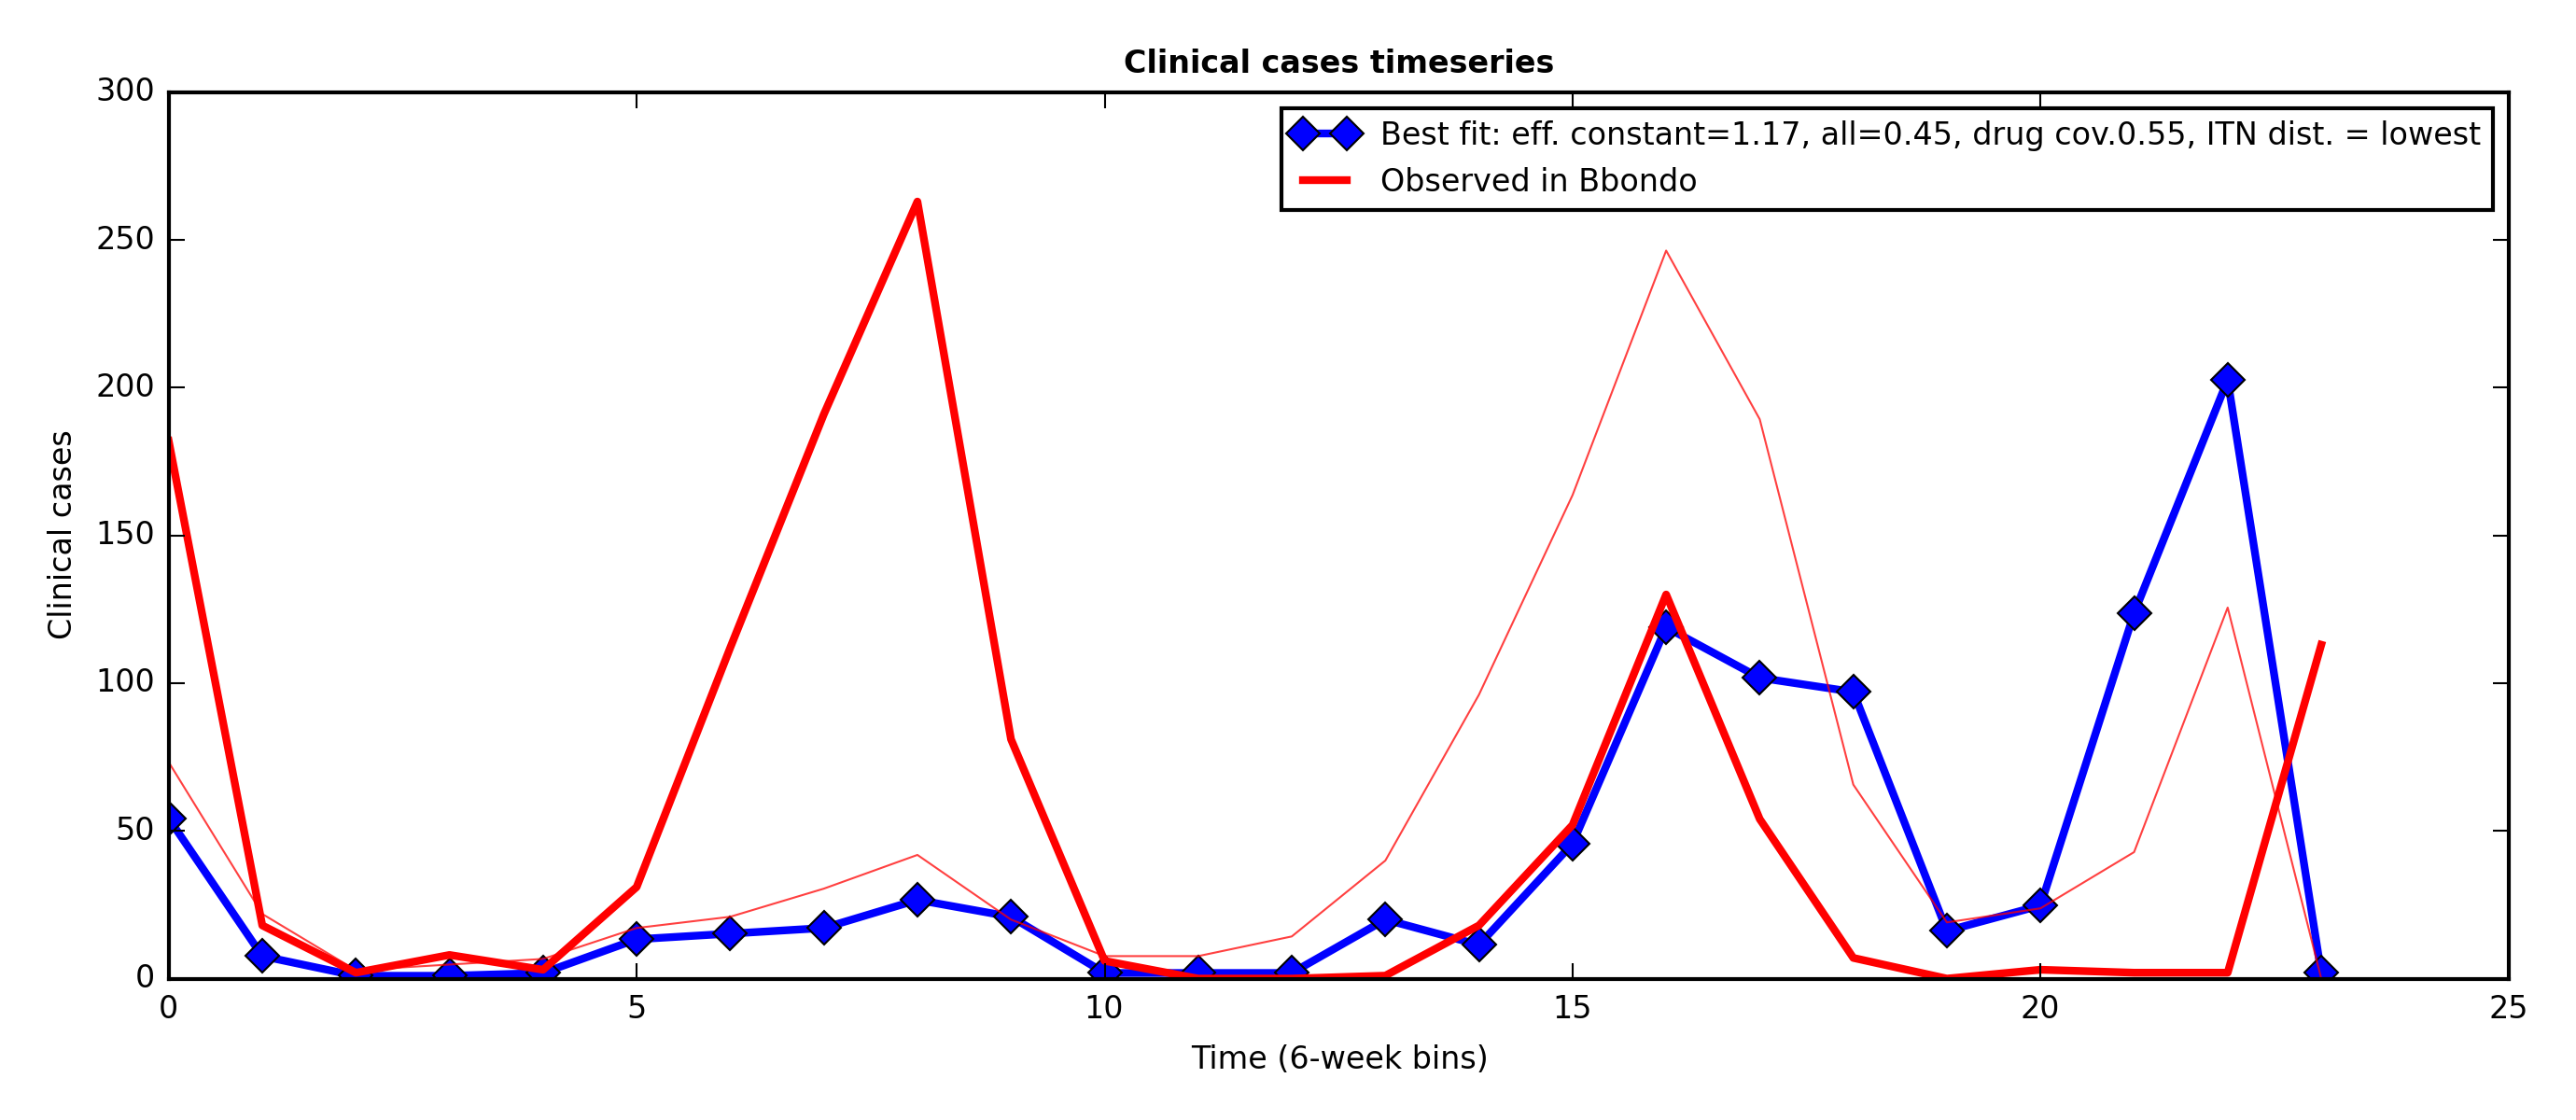 Clinical cases timeseries
300
250
200
150
100
50
0
Clinical cases
Best fit: eff. constant=1.17, all=0.45, drug cov.0.55, ITN dist. = lowest
Observed in Bbondo
0 5 10 15 20 25
Time (6-week bins)